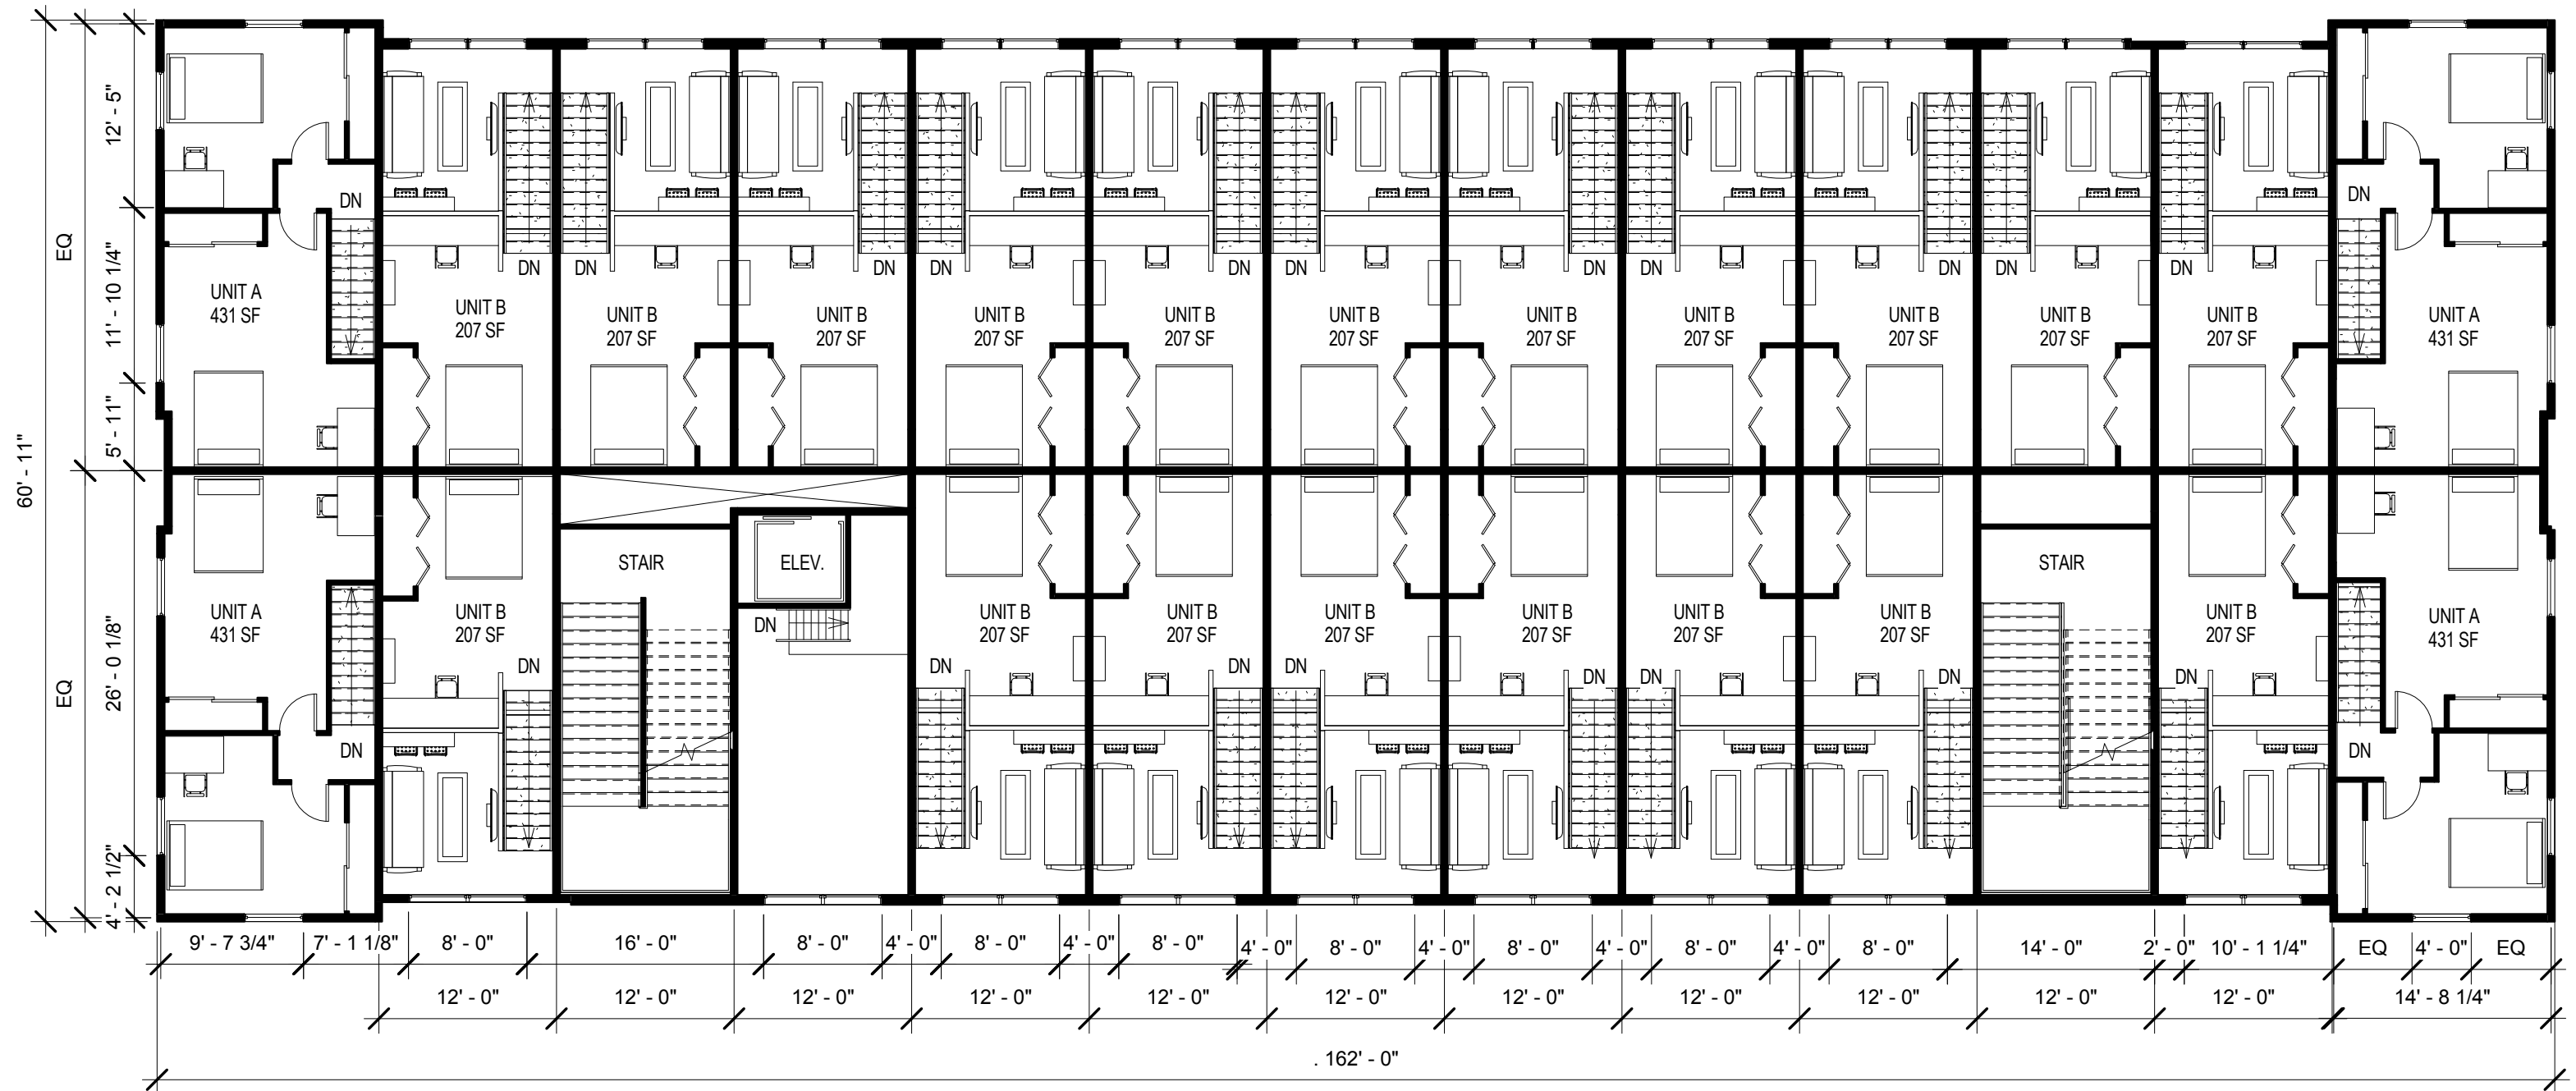 60' - 11"
EQ
EQ
12' - 5"
11' - 10 1/4"
5' - 11"
26' - 0 1/8"
4' - 2 1/2"
DN
DN
DN
DN
DN
DN
DN
DN
DN
DN
DN
DN
DN
UNIT A
431 SF
UNIT B
207 SF
UNIT B
207 SF
UNIT B
207 SF
UNIT B
207 SF
UNIT B
207 SF
UNIT B
207 SF
UNIT B
207 SF
UNIT B
207 SF
UNIT B
207 SF
UNIT B
207 SF
UNIT B
207 SF
UNIT A
431 SF
STAIR
ELEV.
STAIR
UNIT A
431 SF
UNIT B
207 SF
DN
UNIT B
207 SF
UNIT B
207 SF
UNIT B
207 SF
UNIT B
207 SF
UNIT B
207 SF
UNIT B
207 SF
UNIT B
207 SF
UNIT A
431 SF
DN
DN
DN
DN
DN
DN
DN
DN
DN
DN
9' - 7 3/4"
7' - 1 1/8"
8' - 0"
16' - 0"
8' - 0"
4' - 0"
8' - 0"
4' - 0"
8' - 0"
4' - 0"
8' - 0"
4' - 0"
8' - 0"
4' - 0"
8' - 0"
4' - 0"
8' - 0"
14' - 0"
2' - 0"
10' - 1 1/4"
EQ
4' - 0"
EQ
12' - 0"
12' - 0"
12' - 0"
12' - 0"
12' - 0"
12' - 0"
12' - 0"
12' - 0"
12' - 0"
12' - 0"
12' - 0"
14' - 8 1/4"
. 162' - 0"